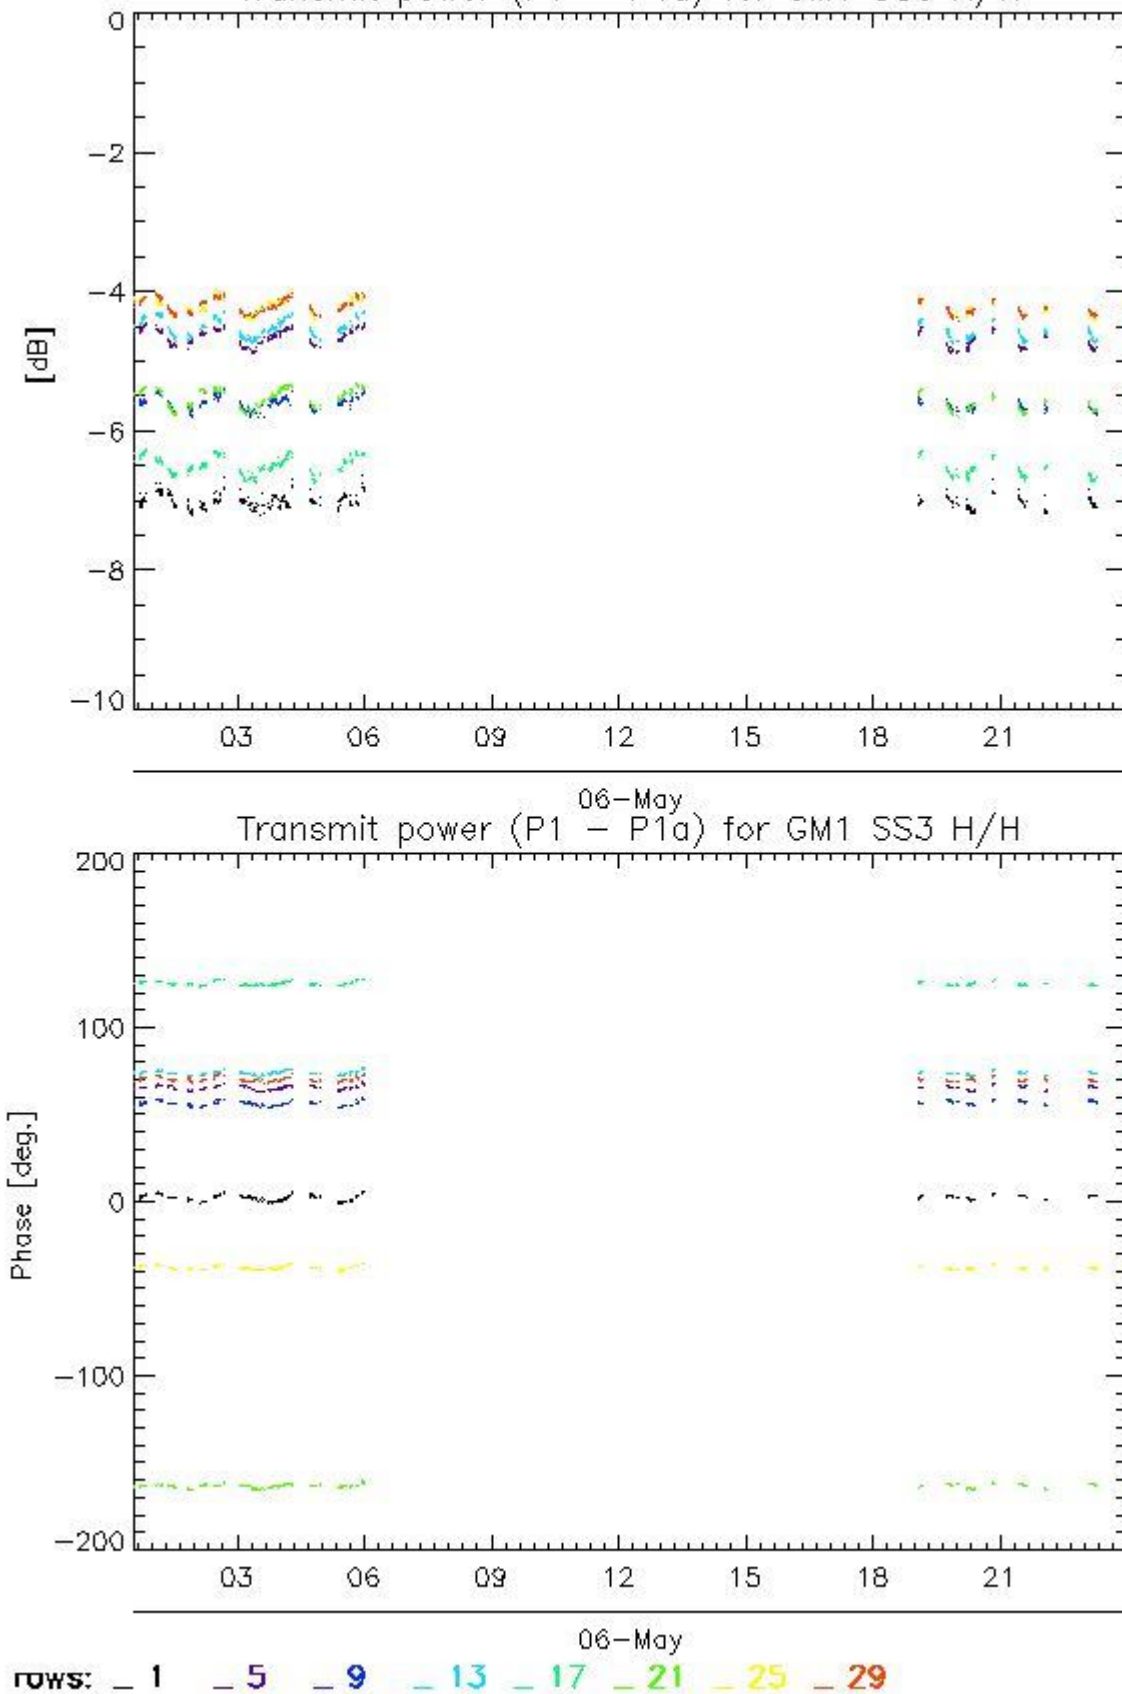 0
−2
−4
−6
−8
−10
[dB]
03 06 09 12 15 18 21
06−May
Transmit power (P1 − P1a) for GM1 SS3 H/H
200
100
0
−100
−200
Phase [deg.]
03 06 09 12 15 18 21
06−May
rows: _ 1 _ 5 _ 9 _ 13 _ 17 _ 21 _ 25 _ 29